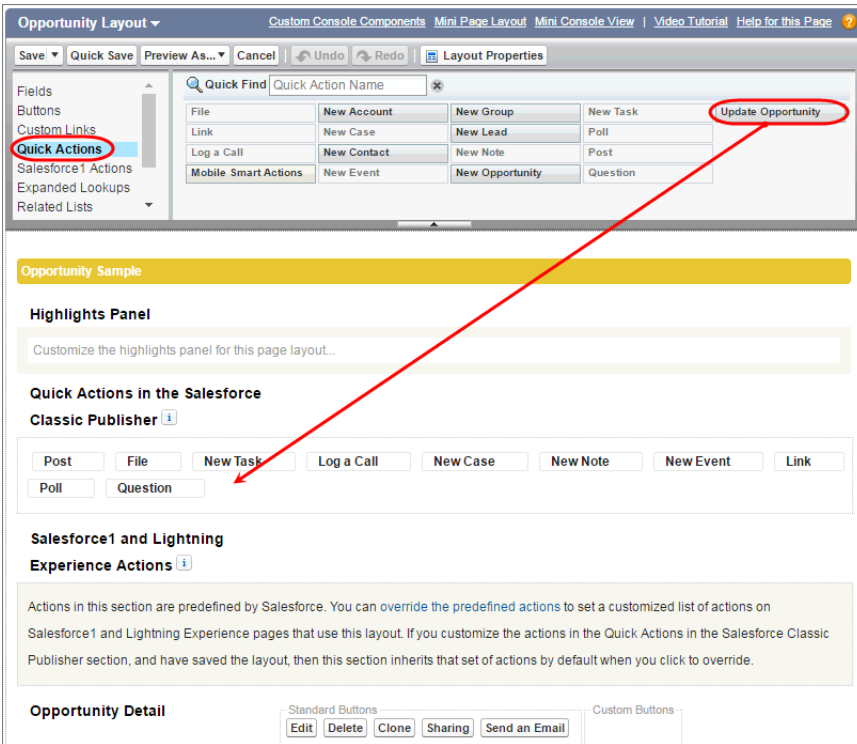 Opportunity Layout Custom Console Components Mini Page Layout Mini Console View | Video Tutorial Help for this Page ?
Save Quick Save Preview As... Cancel Undo Redo Layout Properties
Fields
Buttons
Custom Links
Quick Actions
Salesforce1 Actions
Expanded Lookups
Related Lists
Quick Find Quick Action Name
File New Account New Group New Task Update Opportunity
Link New Case New Lead Poll
Log a Call New Contact New Note Post
Mobile Smart Actions New Event New Opportunity Question
Opportunity Sample
Highlights Panel
Customize the highlights panel for this page layout...
Quick Actions in the Salesforce
Classic Publisher i
Post File New Task Log a Call New Case New Note New Event Link
Poll Question
Salesforce1 and Lightning
Experience Actions i
Actions in this section are predefined by Salesforce. You can override the predefined actions to set a customized list of actions on
Salesforce1 and Lightning Experience pages that use this layout. If you customize the actions in the Quick Actions in the Salesforce Classic
Publisher section, and have saved the layout, then this section inherits that set of actions by default when you click to override.
Opportunity Detail
Standard Buttons
Edit Delete Clone Sharing Send an Email
Custom Buttons